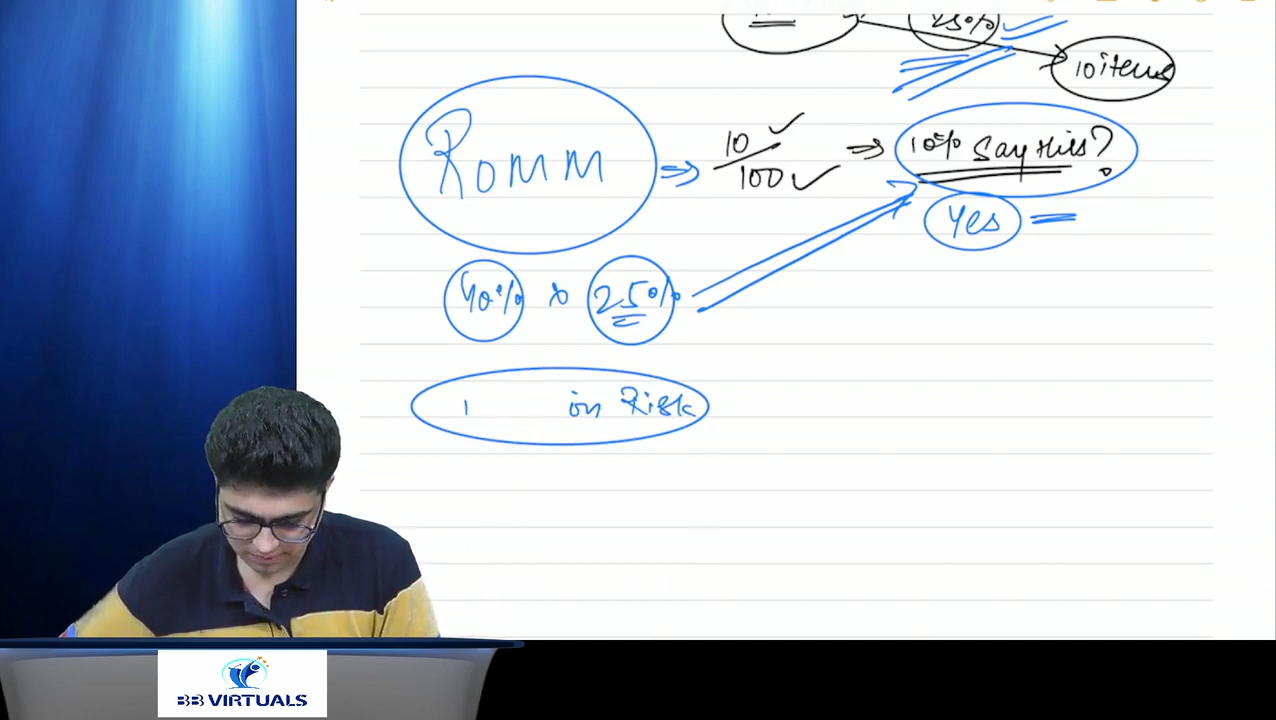 25%
10 items
ROMM ⇒ 10/100 ⇒ 10% Say this?
Yes =
40% × 25%
I on Risk
BB VIRTUALS